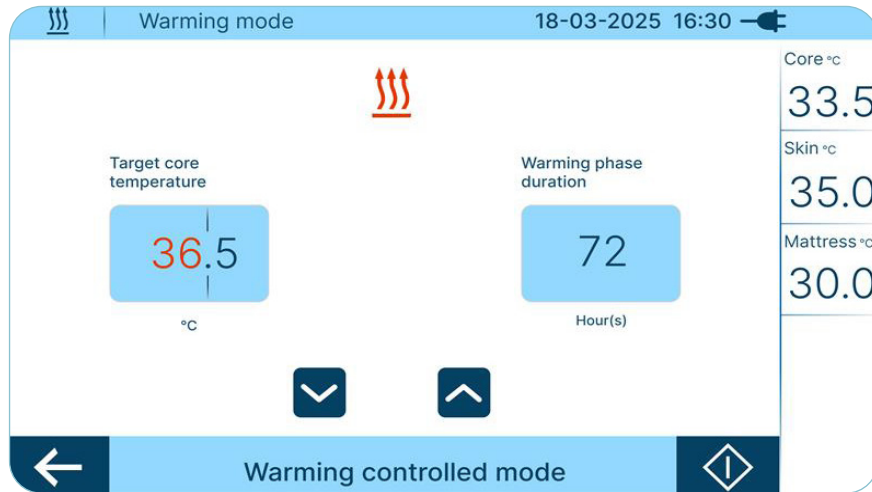 Warming mode
18-03-2025 16:30
Core °C
33.5
Skin °C
35.0
Mattress °C
30.0
Target core
temperature
36.5
°C
Warming phase
duration
72
Hour(s)
Warming controlled mode